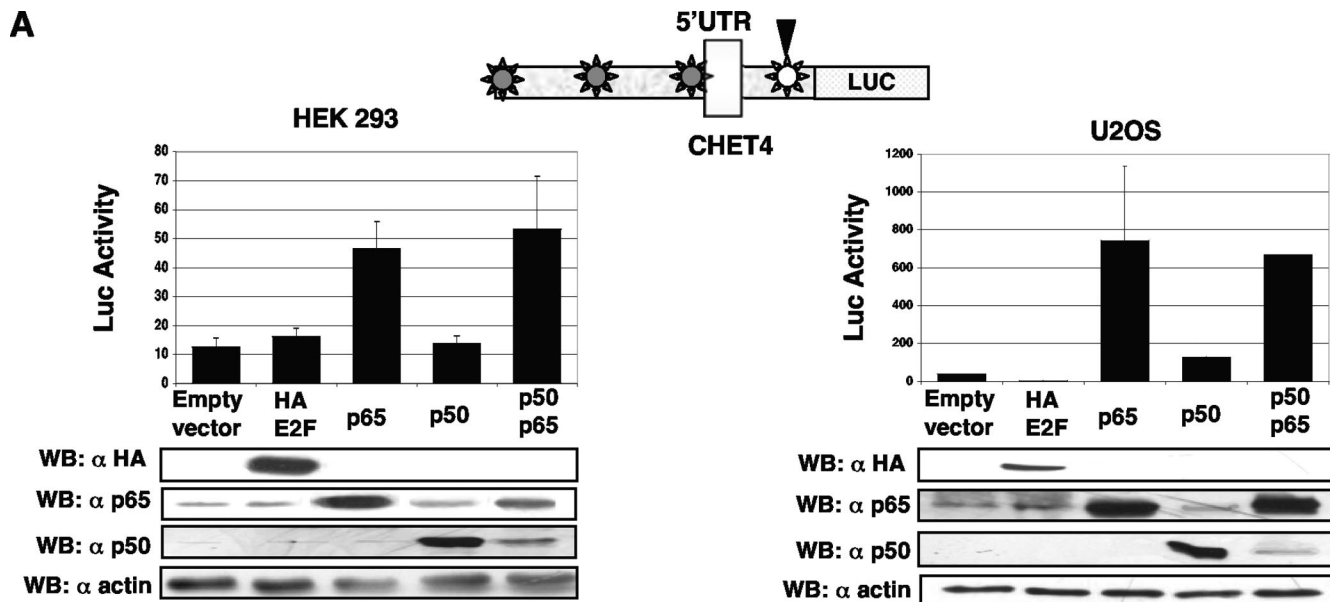 A
5'UTR
LUC
CHET4
HEK 293
Luc Activity
80
70
60
50
40
30
20
10
0
Empty vector
HA E2F
p65
p50
p50 p65
WB: α HA
WB: α p65
WB: α p50
WB: α actin
U2OS
Luc Activity
1200
1000
800
600
400
200
0
Empty vector
HA E2F
p65
p50
p50 p65
WB: α HA
WB: α p65
WB: α p50
WB: α actin